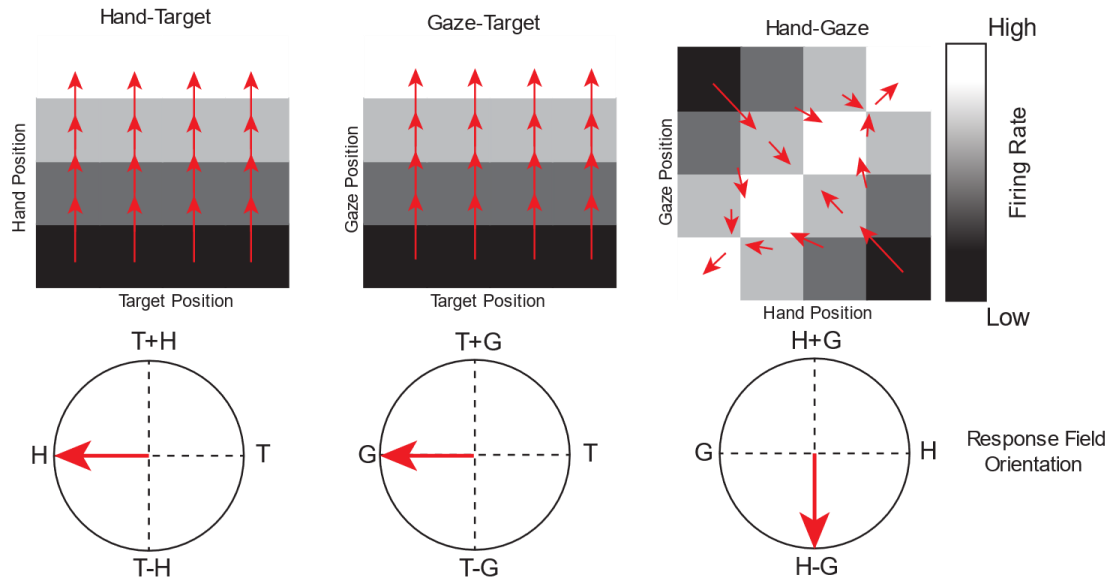 Hand-Target
Gaze-Target
Hand-Gaze
High
Hand Position
Gaze Position
Gaze Position
Firing Rate
Target Position
Target Position
Hand Position
Low
T+H
T+G
H+G
H
T
G
T
G
H
Response Field
Orientation
T-H
T-G
H-G